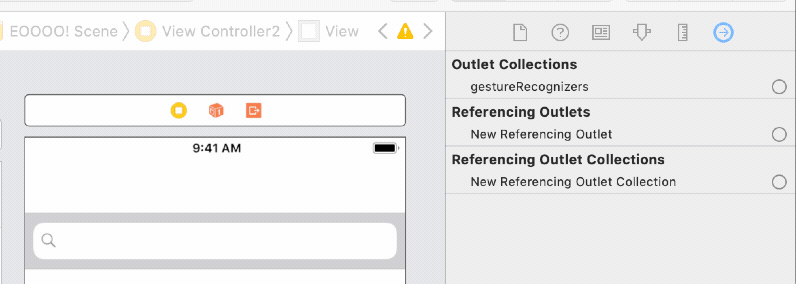 EOOOO! Scene
View Controller2
View
Outlet Collections
gestureRecognizers
Referencing Outlets
New Referencing Outlet
Referencing Outlet Collections
New Referencing Outlet Collection
9:41 AM